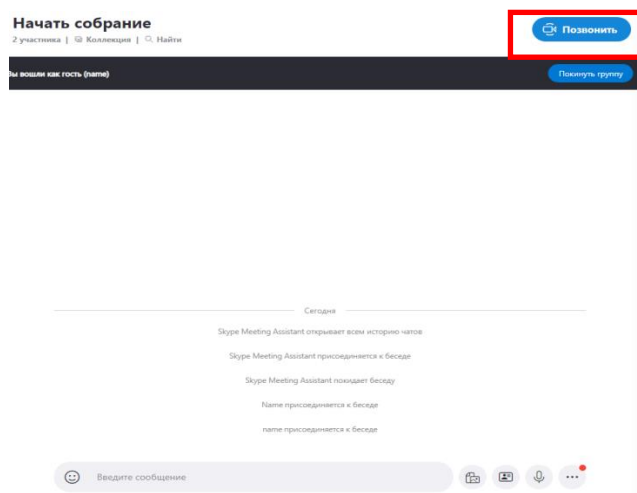 Начать собрание
2 участника | Коллекция | Найти
Позвонить
Вы вошли как гость (name)
Покинуть группу
Сегодня
Skype Meeting Assistant открывает всем историю чатов
Skype Meeting Assistant присоединяется к беседе
Skype Meeting Assistant покидает беседу
Name присоединяется к беседе
name присоединяется к беседе
Введите сообщение